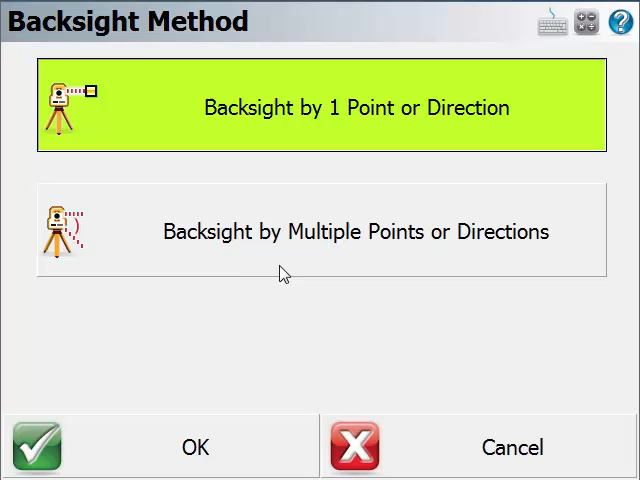 Backsight Method
Backsight by 1 Point or Direction
Backsight by Multiple Points or Directions
OK
Cancel